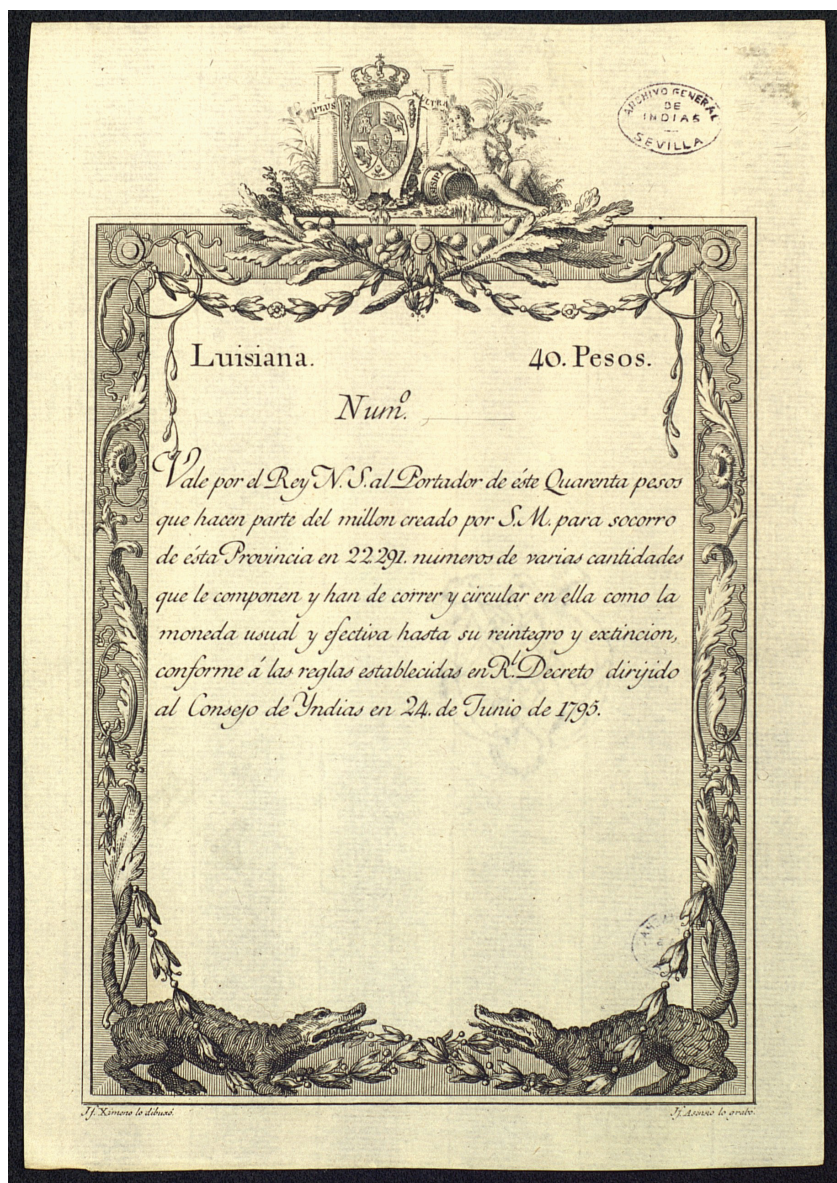 PLUS ULTRA
ARCHIVO GENERAL
DE
INDIAS
SEVILLA
Luisiana. 40. Pesos.
Numº.
Vale por el Rey N. S. al Portador de éste Quarenta pesos
que hacen parte del millon creado por S. M. para socorro
de ésta Provincia en 22.291. numeros de varias cantidades
que le componen y han de correr y circular en ella como la
moneda usual y efectiva hasta su reintegro y extincion,
conforme á las reglas establecidas en Rl. Decreto dirijido
al Consejo de Yndias en 24. de Junio de 1795.
Jf. Ximeno lo dibuxó. Jf. Asensio lo grabó.